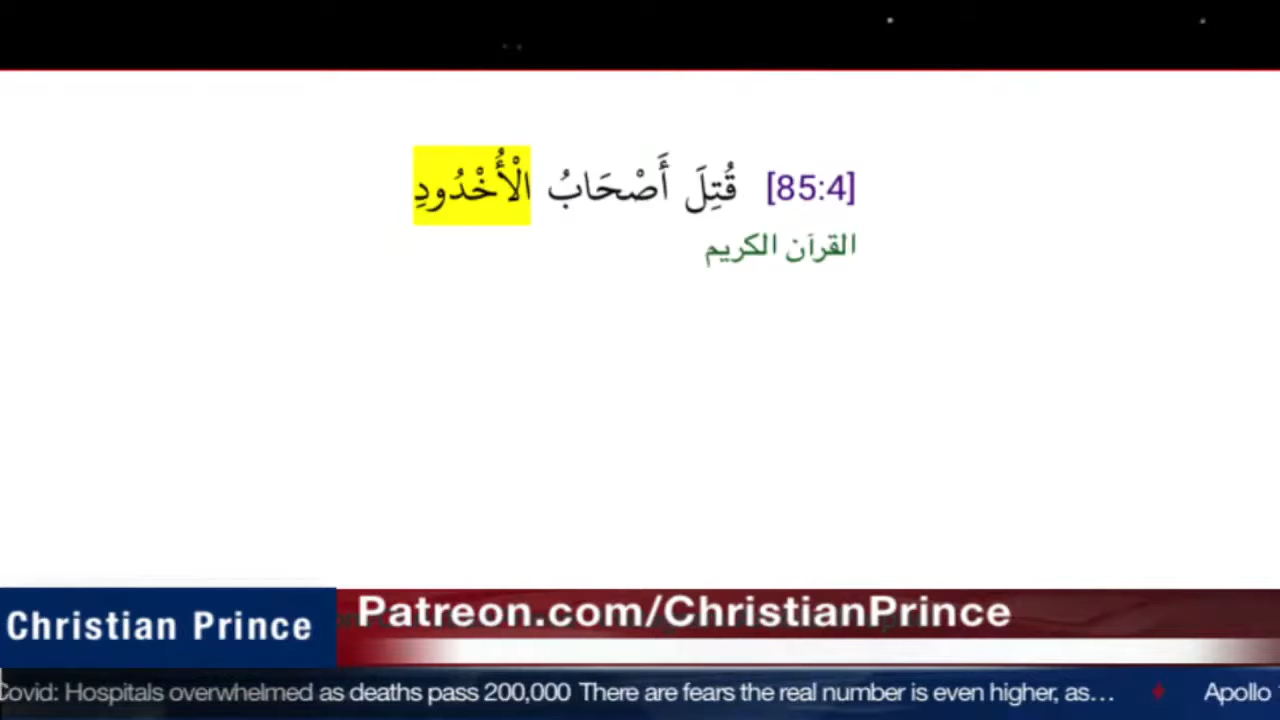 [85:4] قُتِلَ أَصْحَابُ الْأُخْدُودِ
القرآن الكريم
Christian Prince
Patreon.com/ChristianPrince
Covid: Hospitals overwhelmed as deaths pass 200,000 There are fears the real number is even higher, as... Apollo